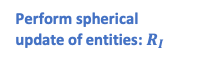 Perform spherical
update of entities: R_I